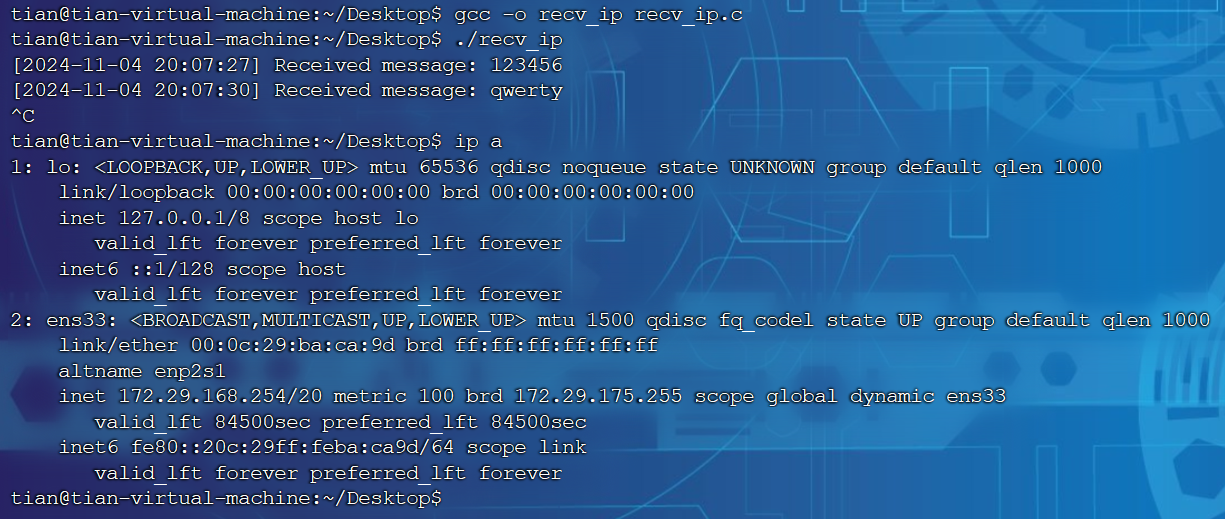 tian@tian-virtual-machine:~/Desktop$ gcc -o recv_ip recv_ip.c
tian@tian-virtual-machine:~/Desktop$ ./recv_ip
[2024-11-04 20:07:27] Received message: 123456
[2024-11-04 20:07:30] Received message: qwerty
^C
tian@tian-virtual-machine:~/Desktop$ ip a
1: lo: <LOOPBACK,UP,LOWER_UP> mtu 65536 qdisc noqueue state UNKNOWN group default qlen 1000
    link/loopback 00:00:00:00:00:00 brd 00:00:00:00:00:00
    inet 127.0.0.1/8 scope host lo
       valid_lft forever preferred_lft forever
    inet6 ::1/128 scope host
       valid_lft forever preferred_lft forever
2: ens33: <BROADCAST,MULTICAST,UP,LOWER_UP> mtu 1500 qdisc fq_codel state UP group default qlen 1000
    link/ether 00:0c:29:ba:ca:9d brd ff:ff:ff:ff:ff:ff
    altname enp2s1
    inet 172.29.168.254/20 metric 100 brd 172.29.175.255 scope global dynamic ens33
       valid_lft 84500sec preferred_lft 84500sec
    inet6 fe80::20c:29ff:feba:ca9d/64 scope link
       valid_lft forever preferred_lft forever
tian@tian-virtual-machine:~/Desktop$